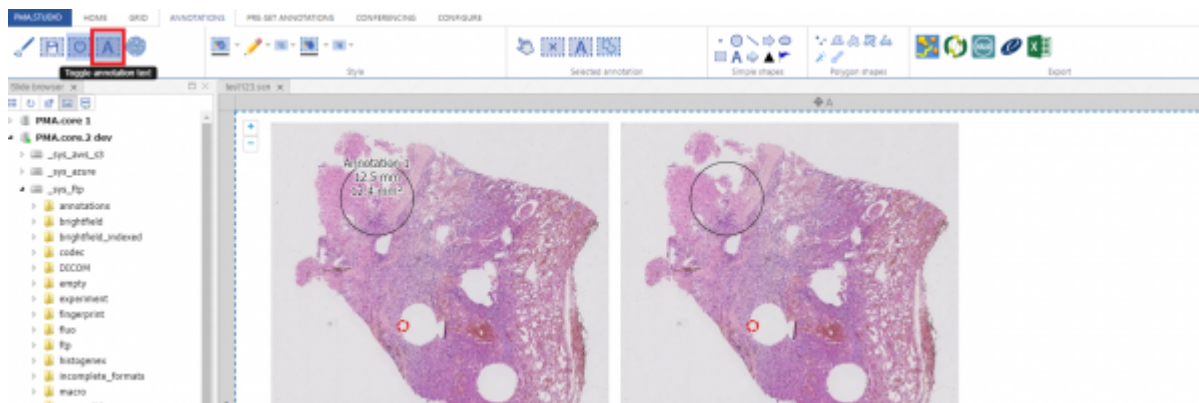 PMA.STUDIO HOME GRID ANNOTATIONS PRE-SET ANNOTATIONS CONFERENCING CONFIGURE
Toggle annotation text
Style
Selected annotation
Simple shapes
Polygon shapes
Export
Slide browser
test123.scn
A
PMA.core 1
PMA.core.2 dev
_sys_aws_s3
_sys_azure
_sys_ftp
annotations
brightfield
brightfield_indexed
codec
DICOM
empty
experiment
fingerprint
fluo
ftp
histogenes
incomplete_formats
macro
Annotation 1
12.5 mm
12.4 mm²